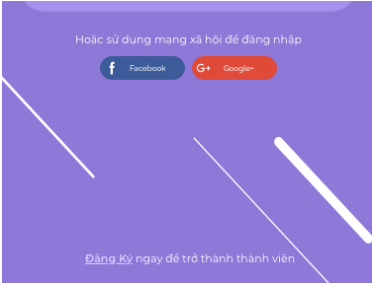 Hoặc sử dụng mạng xã hội để đăng nhập
Facebook
G+ Google+
Đăng Ký ngay để trở thành thành viên